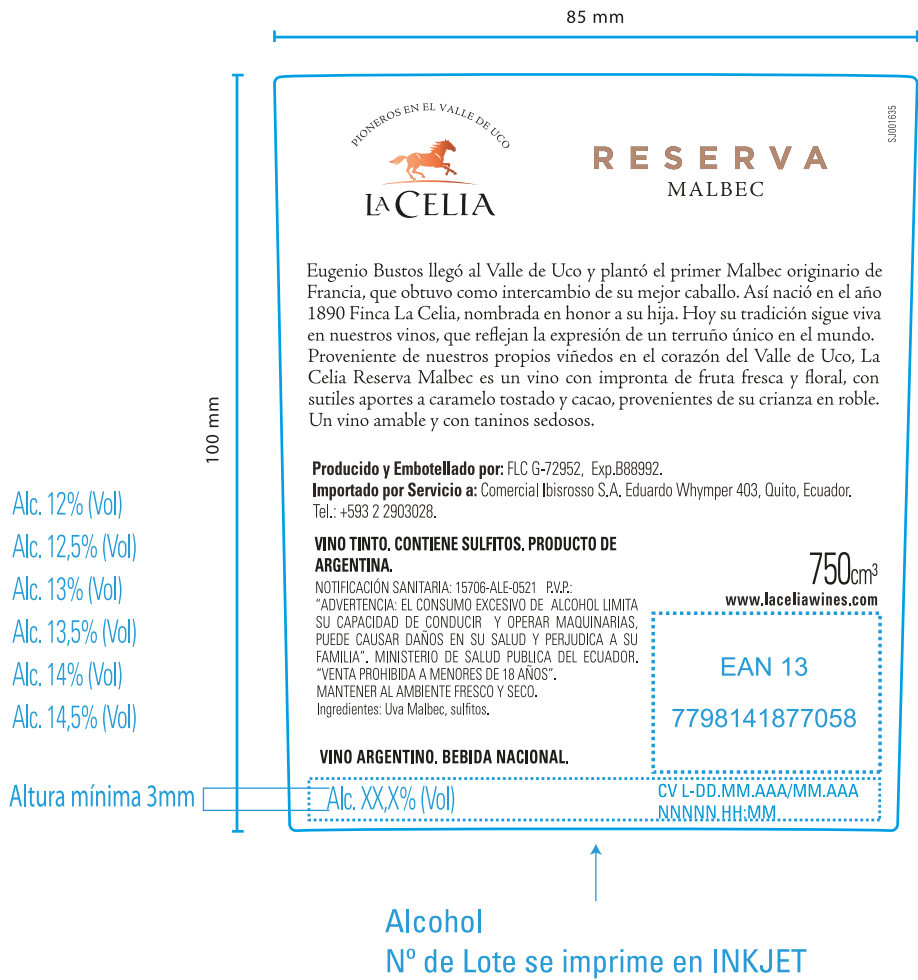 85 mm
100 mm
PIONEROS EN EL VALLE DE UCO
LA CELIA
RESERVA
MALBEC
SJ001635
Eugenio Bustos llegó al Valle de Uco y plantó el primer Malbec originario de
Francia, que obtuvo como intercambio de su mejor caballo. Así nació en el año
1890 Finca La Celia, nombrada en honor a su hija. Hoy su tradición sigue viva
en nuestros vinos, que reflejan la expresión de un terruño único en el mundo.
Proveniente de nuestros propios viñedos en el corazón del Valle de Uco, La
Celia Reserva Malbec es un vino con impronta de fruta fresca y floral, con
sutiles aportes a caramelo tostado y cacao, provenientes de su crianza en roble.
Un vino amable y con taninos sedosos.
Producido y Embotellado por: FLC G-72952, Exp.B88992.
Importado por Servicio a: Comercial Ibisrosso S.A. Eduardo Whymper 403, Quito, Ecuador.
Tel.: +593 2 2903028.
VINO TINTO. CONTIENE SULFITOS. PRODUCTO DE
ARGENTINA.
NOTIFICACIÓN SANITARIA: 15706-ALE-0521 P.V.P.:
"ADVERTENCIA: EL CONSUMO EXCESIVO DE ALCOHOL LIMITA
SU CAPACIDAD DE CONDUCIR Y OPERAR MAQUINARIAS,
PUEDE CAUSAR DAÑOS EN SU SALUD Y PERJUDICA A SU
FAMILIA". MINISTERIO DE SALUD PUBLICA DEL ECUADOR.
"VENTA PROHIBIDA A MENORES DE 18 AÑOS".
MANTENER AL AMBIENTE FRESCO Y SECO.
Ingredientes: Uva Malbec, sulfitos.
VINO ARGENTINO. BEBIDA NACIONAL.
750cm³
www.laceliawines.com
EAN 13
7798141877058
Alc. XX,X% (Vol)
CV L-DD.MM.AAA/MM.AAA
NNNNN HH:MM
Alc. 12% (Vol)
Alc. 12,5% (Vol)
Alc. 13% (Vol)
Alc. 13,5% (Vol)
Alc. 14% (Vol)
Alc. 14,5% (Vol)
Altura mínima 3mm
Alcohol
Nº de Lote se imprime en INKJET